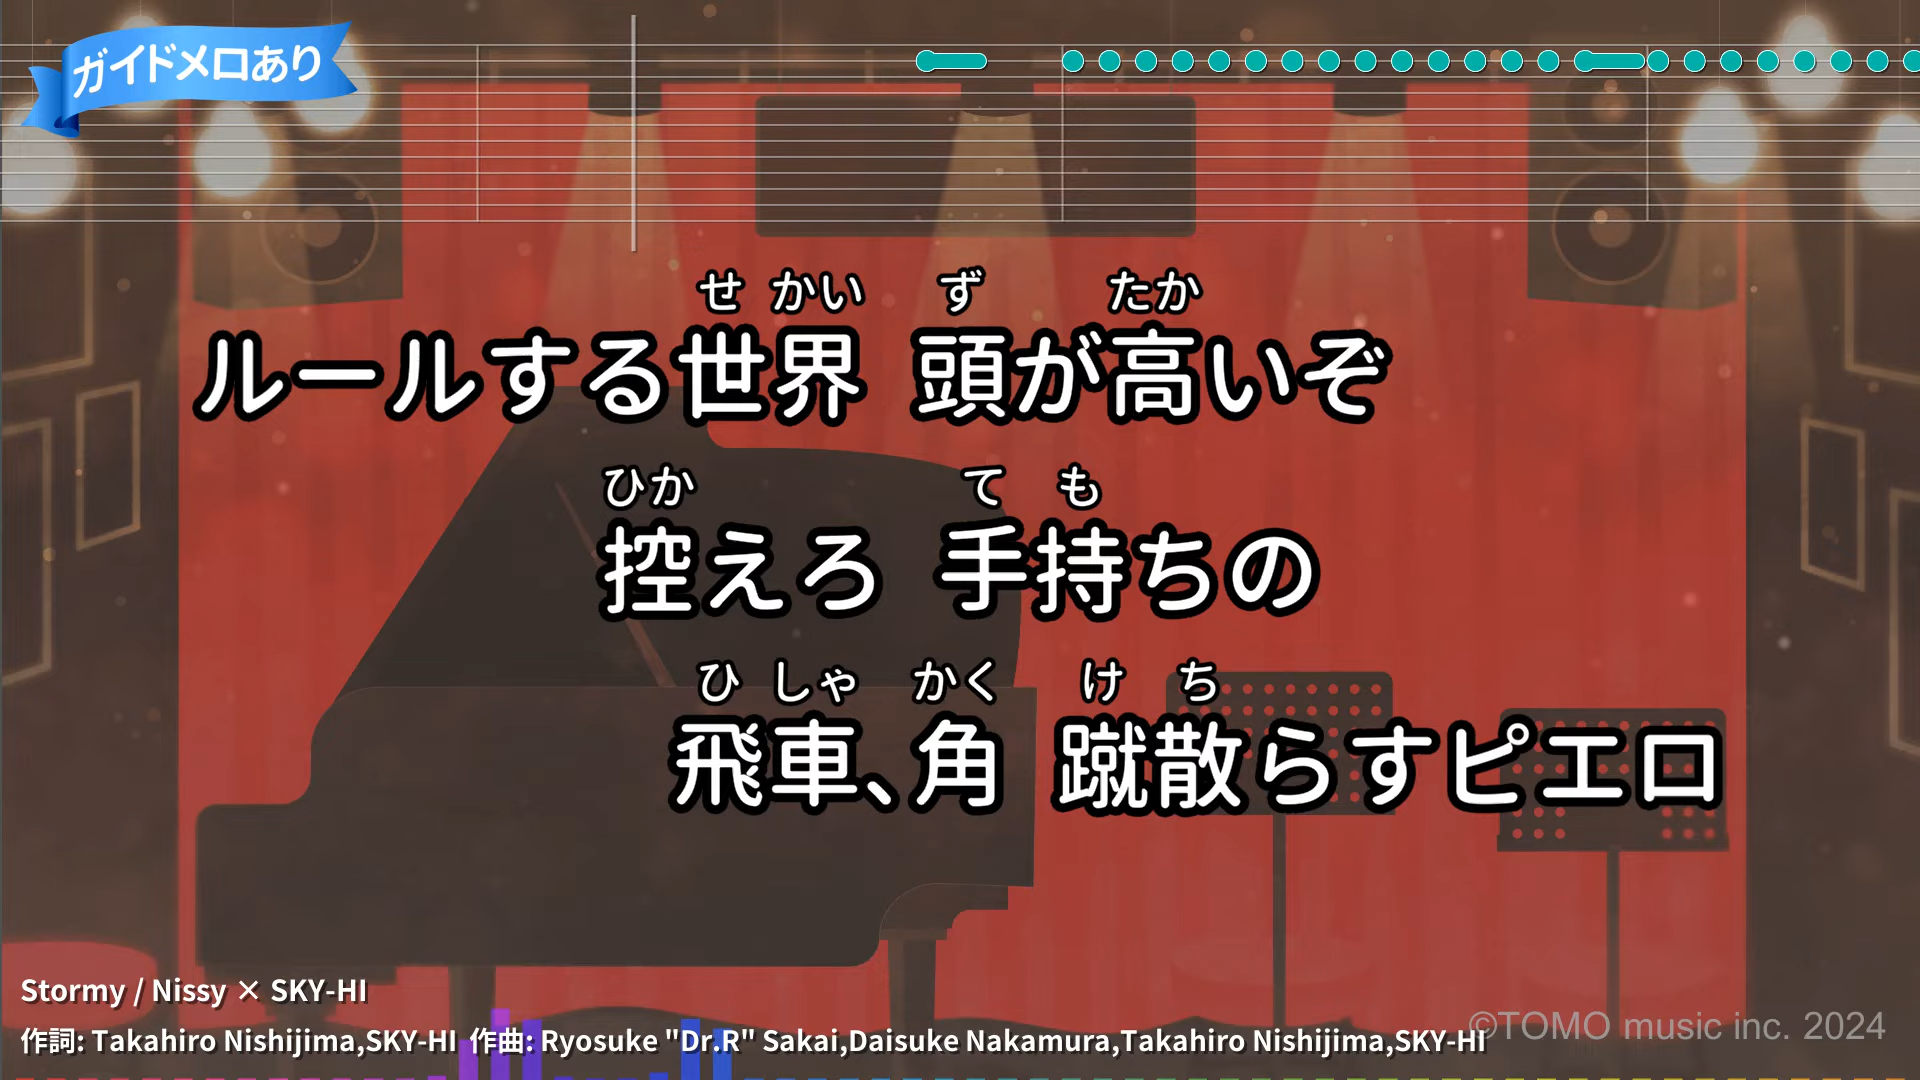 ガイドメロあり
せ かい ず たか
ルールする世界 頭が高いぞ
ひか て も
控えろ 手持ちの
ひ しゃ かく け ち
飛車、角 蹴散らすピエロ
Stormy / Nissy × SKY-HI
作詞: Takahiro Nishijima,SKY-HI 作曲: Ryosuke "Dr.R" Sakai,Daisuke Nakamura,Takahiro Nishijima,SKY-HI
©TOMO music inc. 2024